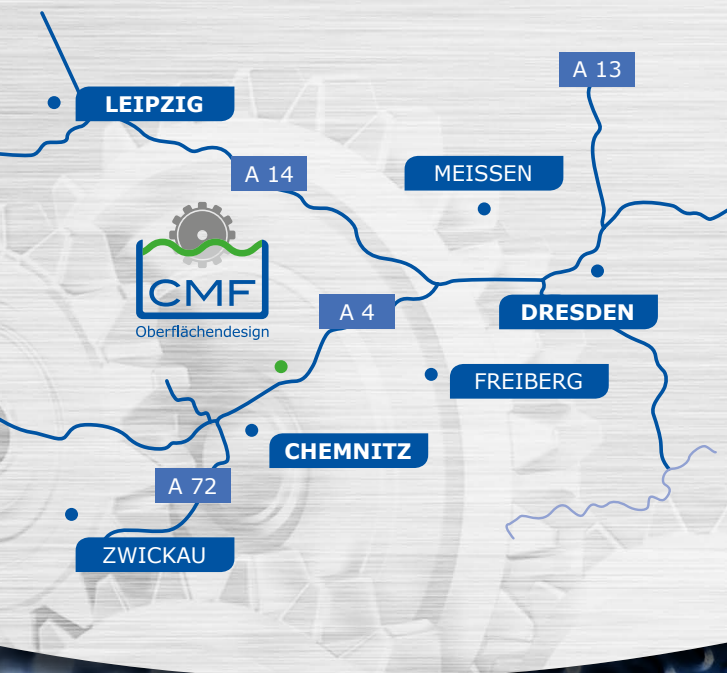 A 13
LEIPZIG
A 14
MEISSEN
CMF
Oberflächendesign
A 4
DRESDEN
FREIBERG
CHEMNITZ
A 72
ZWICKAU